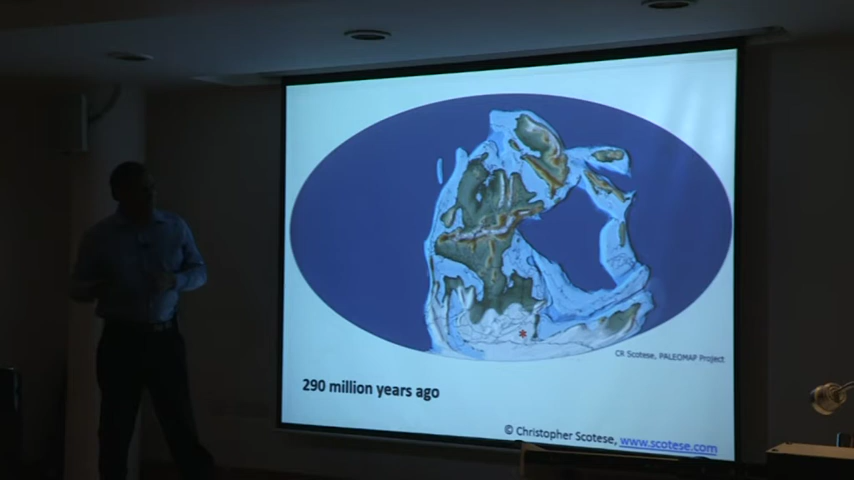 CR Scotese, PALEOMAP Project
290 million years ago
© Christopher Scotese, www.scotese.com